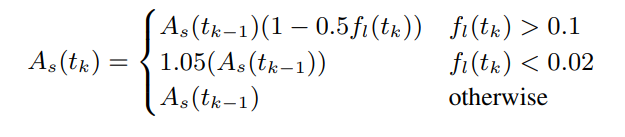 A_s(t_k) = { A_s(t_{k−1})(1 − 0.5f_l(t_k)) f_l(t_k) > 0.1
1.05(A_s(t_{k−1})) f_l(t_k) < 0.02
A_s(t_{k−1}) otherwise